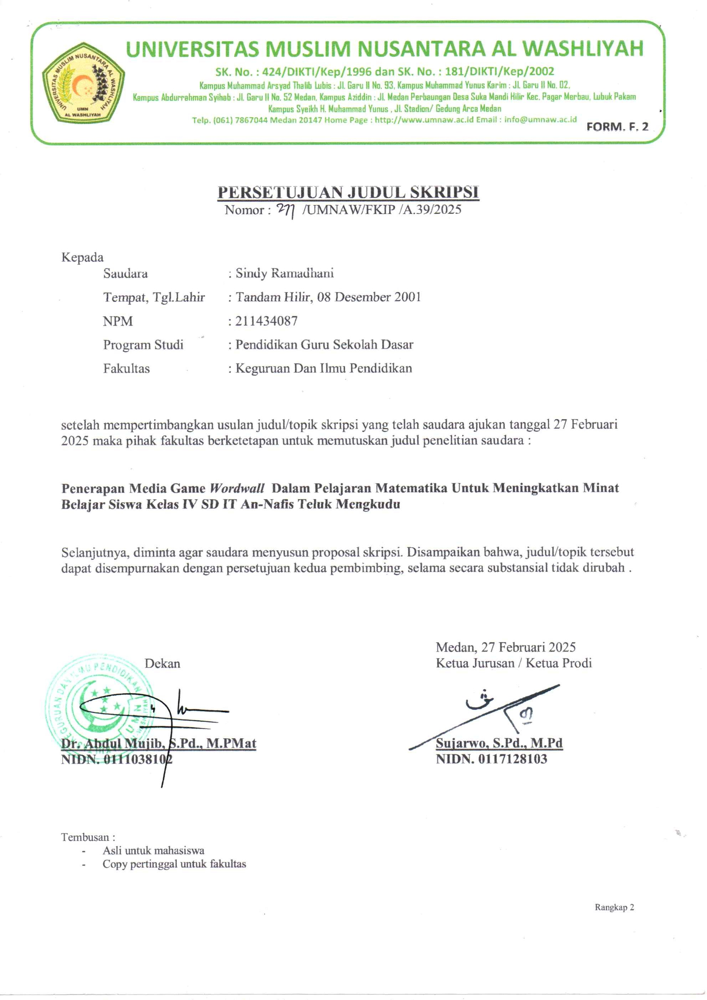 UNIVERSITAS MUSLIM NUSANTARA AL WASHLIYAH
SK. No. : 424/DIKTI/Kep/1996 dan SK. No. : 181/DIKTI/Kep/2002
Kampus Muhammad Arsyad Thalib Lubis : Jl. Garu II No. 93, Kampus Muhammad Yunus Karim : Jl. Garu II No. 02,
Kampus Abdurrahman Syihab : Jl. Garu II No. 52 Medan, Kampus Aziddin : Jl. Medan Perbaungan Desa Suka Mandi Hilir Kec. Pagar Merbau, Lubuk Pakam
Kampus Syeikh H. Muhammad Yunus , Jl. Stadion/ Gedung Arca Medan
Telp. (061) 7867044 Medan 20147 Home Page : http://www.umnaw.ac.id Email : info@umnaw.ac.id
FORM. F. 2
UNIVERSITAS MUSLIM NUSANTARA AL WASHLIYAH
UMN
AL WASHLIYAH
PERSETUJUAN JUDUL SKRIPSI
Nomor : 277 /UMNAW/FKIP /A.39/2025
Kepada
Saudara : Sindy Ramadhani
Tempat, Tgl.Lahir : Tandam Hilir, 08 Desember 2001
NPM : 211434087
Program Studi : Pendidikan Guru Sekolah Dasar
Fakultas : Keguruan Dan Ilmu Pendidikan
setelah mempertimbangkan usulan judul/topik skripsi yang telah saudara ajukan tanggal 27 Februari
2025 maka pihak fakultas berketetapan untuk memutuskan judul penelitian saudara :
Penerapan Media Game Wordwall Dalam Pelajaran Matematika Untuk Meningkatkan Minat
Belajar Siswa Kelas IV SD IT An-Nafis Teluk Mengkudu
Selanjutnya, diminta agar saudara menyusun proposal skripsi. Disampaikan bahwa, judul/topik tersebut
dapat disempurnakan dengan persetujuan kedua pembimbing, selama secara substansial tidak dirubah .
Medan, 27 Februari 2025
Dekan Ketua Jurusan / Ketua Prodi
KEGURUAN DAN ILMU PENDIDIKAN
UMN
Dr. Abdul Mujib, S.Pd., M.PMat Sujarwo, S.Pd., M.Pd
NIDN. 0111038102 NIDN. 0117128103
Tembusan :
- Asli untuk mahasiswa
- Copy pertinggal untuk fakultas
Rangkap 2